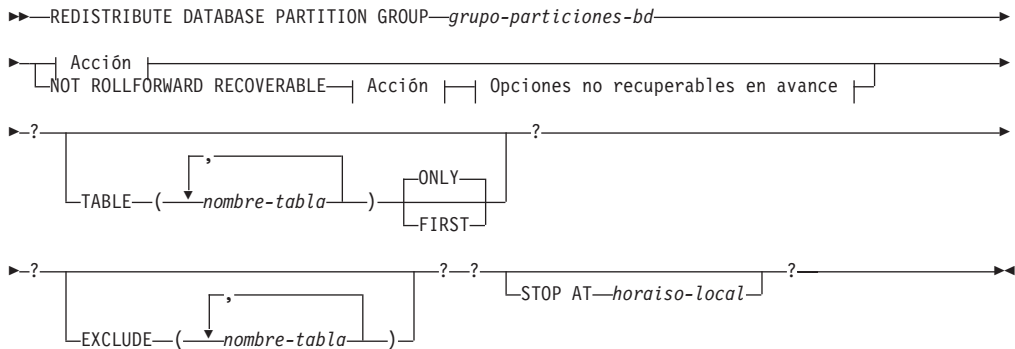 REDISTRIBUTE DATABASE PARTITION GROUP grupo-particiones-bd
Acción
NOT ROLLFORWARD RECOVERABLE Acción Opciones no recuperables en avance
? ?
,
ONLY
TABLE ( nombre-tabla )
FIRST
? ? ? ?
, STOP AT horaiso-local
EXCLUDE ( nombre-tabla )